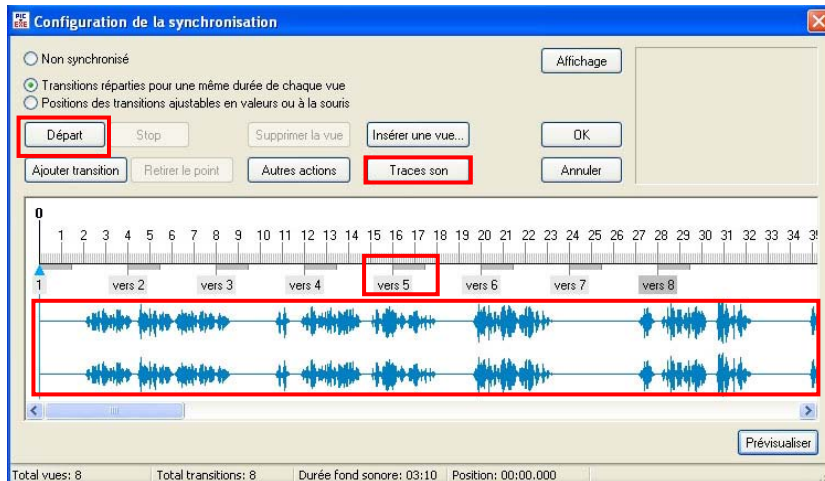 PIC
EXE
Configuration de la synchronisation
Non synchronisé
Affichage
Transitions réparties pour une même durée de chaque vue
Positions des transitions ajustables en valeurs ou à la souris
Départ Stop Supprimer la vue Insérer une vue... OK
Ajouter transition Retirer le point Autres actions Traces son Annuler
0
1 2 3 4 5 6 7 8 9 10 11 12 13 14 15 16 17 18 19 20 21 22 23 24 25 26 27 28 29 30 31 32 33 34
1 vers 2 vers 3 vers 4 vers 5 vers 6 vers 7 vers 8
Prévisualiser
Total vues: 8 Total transitions: 8 Durée fond sonore: 03:10 Position: 00:00.000